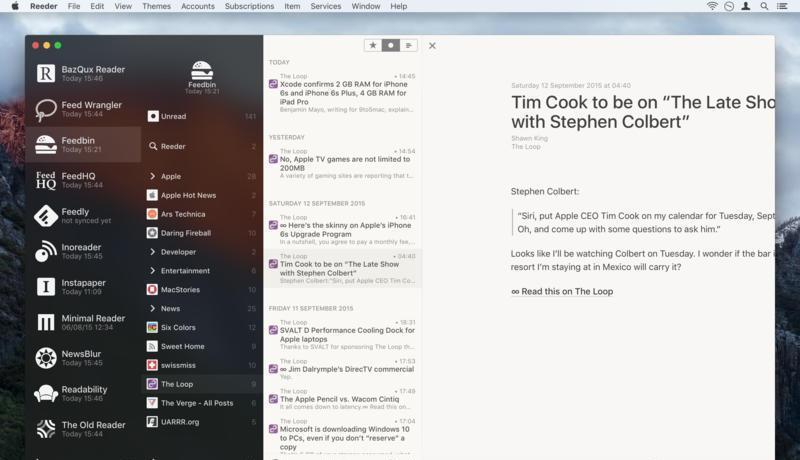 Reeder File Edit View Themes Accounts Subscriptions Item Services Window Help
BazQux Reader
Today 15:46
Feed Wrangler
Today 15:44
Feedbin
Today 15:21
Feed HQ
FeedHQ
Today 15:44
Feedly
not synced yet
Inoreader
Today 15:45
Instapaper
Today 11:09
Minimal Reader
06/08/15 12:34
NewsBlur
Today 15:45
Readability
Today 15:46
The Old Reader
Today 15:44
Feedbin
Today 15:21
Unread 141
Reeder 2
Apple 28
Apple Hot News 2
Ars Technica 7
Daring Fireball 10
Developer 2
Entertainment 6
MacStories 10
News 25
Six Colors 12
Sweet Home 9
swissmiss 10
The Loop 9
The Verge - All Posts 6
UARRR.org 5
TODAY
The Loop • 14:45
Xcode confirms 2 GB RAM for iPhone
6s and iPhone 6s Plus, 4 GB RAM for
iPad Pro
Benjamin Mayo, writing for 9to5mac, explain...
YESTERDAY
The Loop • 14:54
No, Apple TV games are not limited to
200MB
A variety of gaming sites are reporting that t...
SATURDAY 12 SEPTEMBER 2015
The Loop • 16:41
∞ Here's the skinny on Apple's iPhone
6s Upgrade Program
In a nutshell, you agree to pay a monthly fee,...
The Loop • 04:40
Tim Cook to be on “The Late Show
with Stephen Colbert”
Stephen Colbert:“Siri, put Apple CEO Tim Co...
FRIDAY 11 SEPTEMBER 2015
The Loop • 18:31
SVALT D Performance Cooling Dock for
Apple laptops
Thanks to SVALT for sponsoring The Loop th...
The Loop • 17:53
∞ Jim Dalrymple's DirecTV commercial
Yep.
The Loop • 17:49
The Apple Pencil vs. Wacom Cintiq
It all comes down to latency.∞ Read this on...
The Loop • 17:04
Microsoft is downloading Windows 10
to PCs, even if you don't “reserve” a
copy
Saturday 12 September 2015 at 04:40
Tim Cook to be on “The Late Sho
with Stephen Colbert”
Shawn King
The Loop
Stephen Colbert:
“Siri, put Apple CEO Tim Cook on my calendar for Tuesday, Sept
Oh, and come up with some questions to ask him.”
Looks like I'll be watching Colbert on Tuesday. I wonder if the bar i
resort I'm staying at in Mexico will carry it?
∞ Read this on The Loop